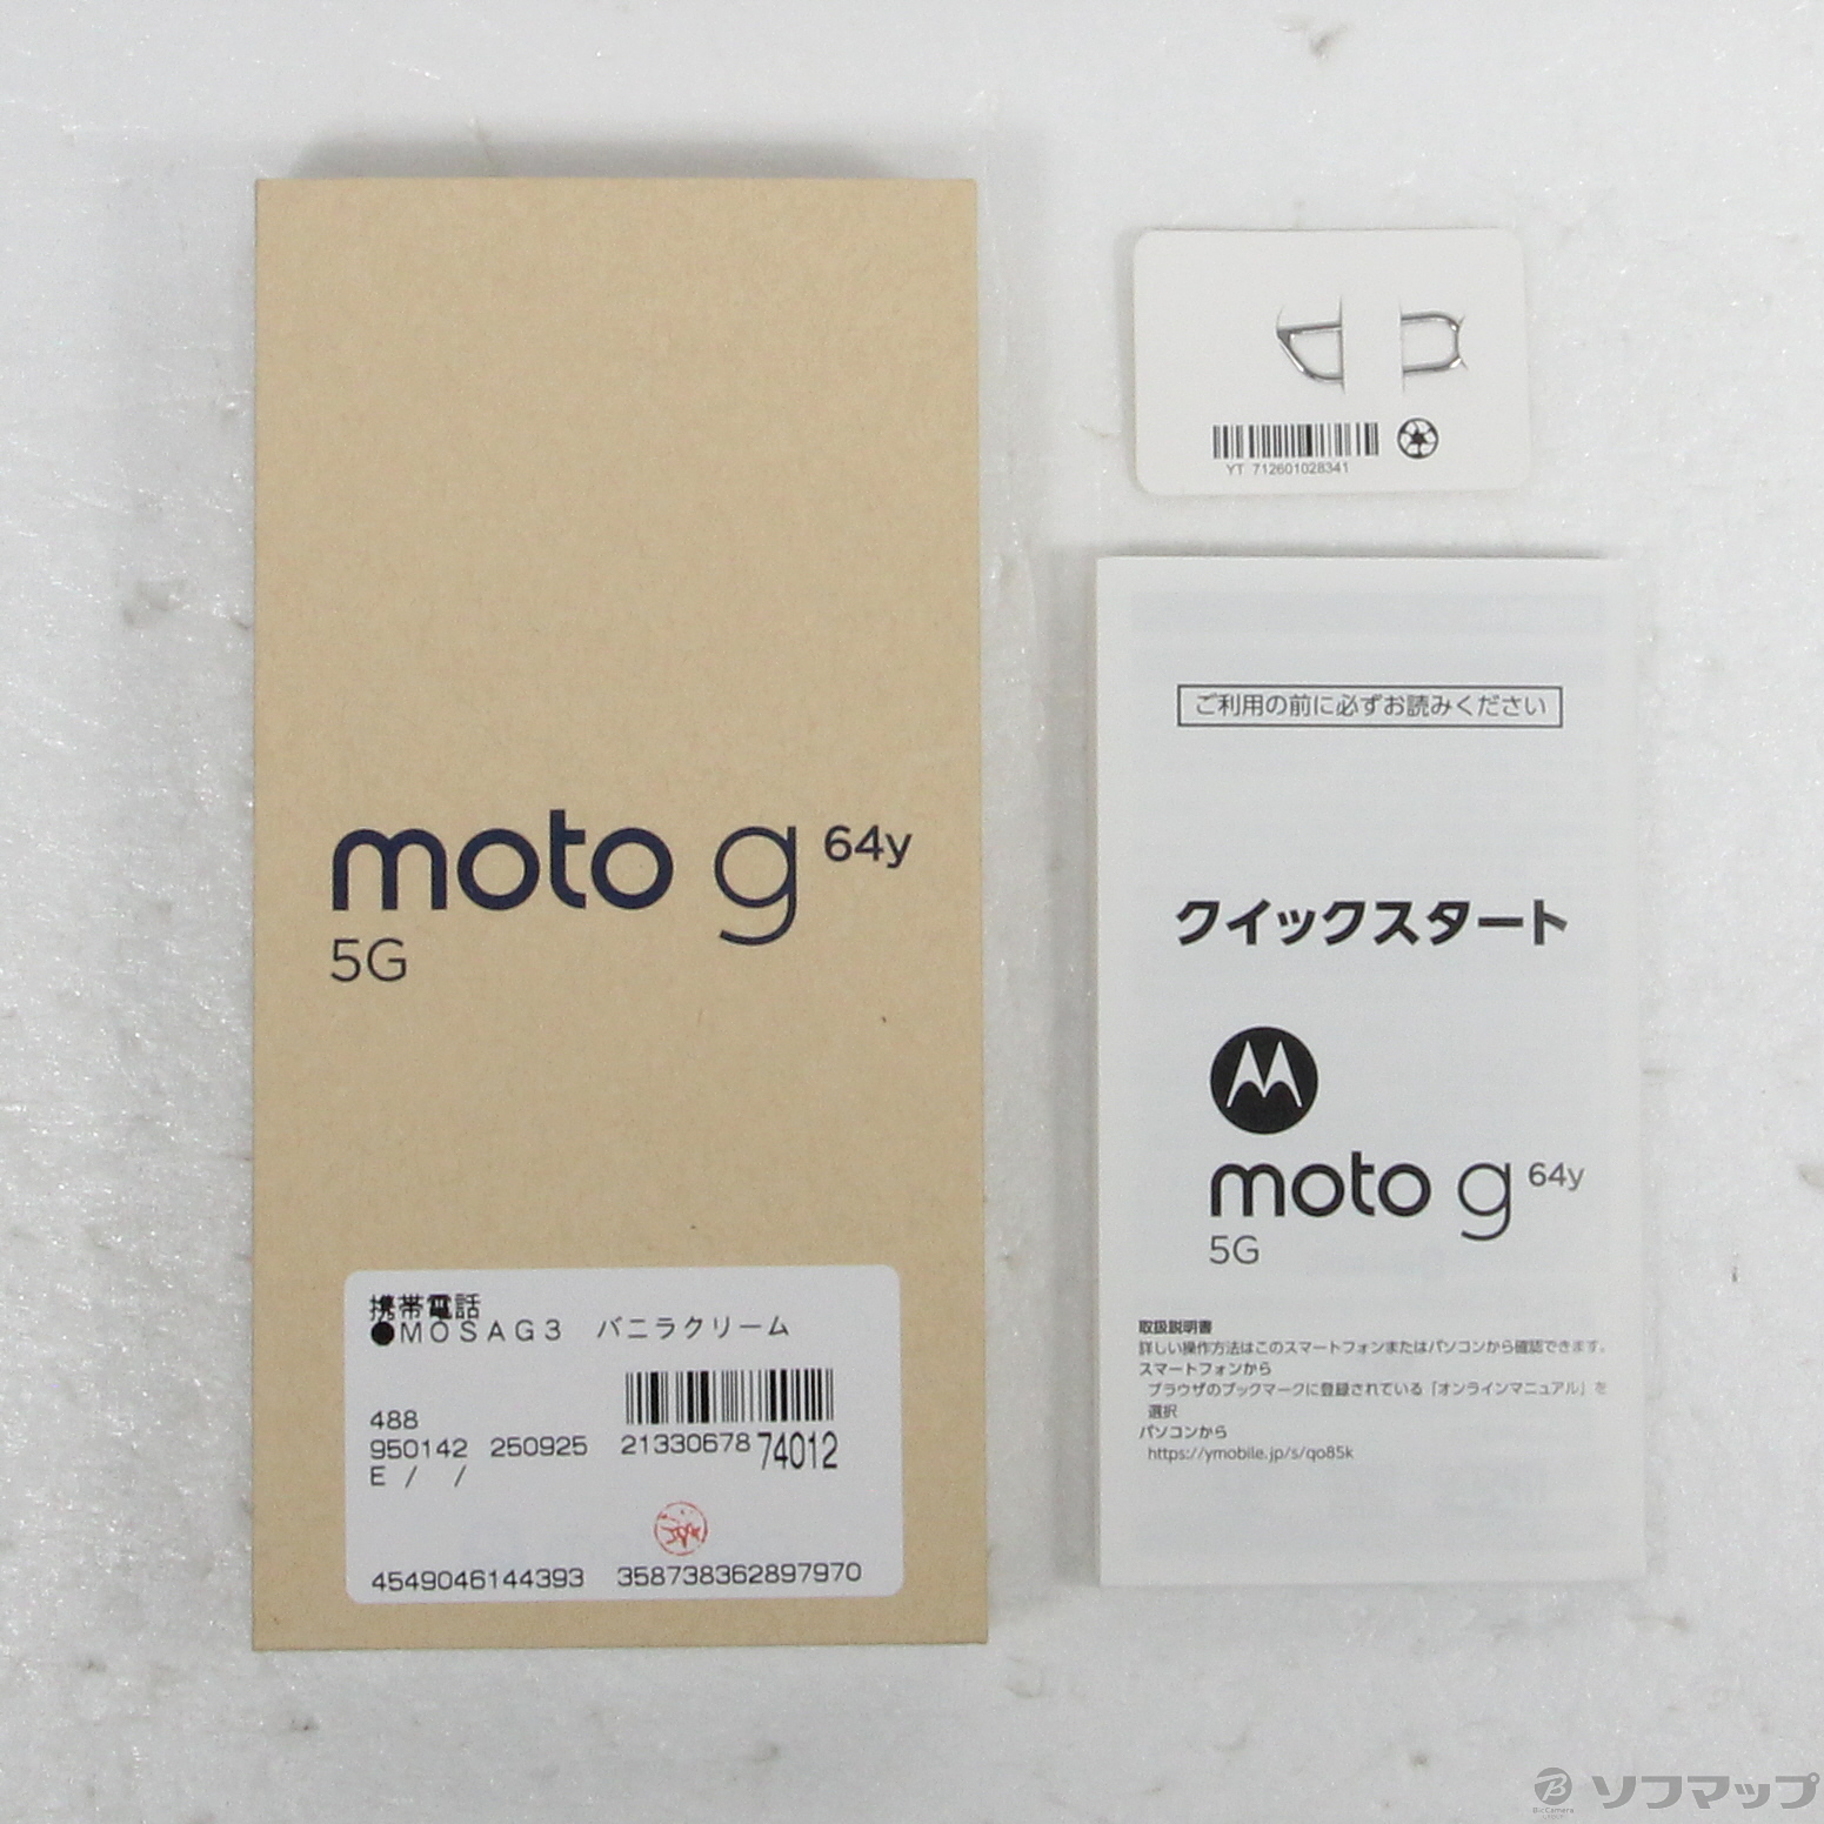 moto g 64y
5G
携帯電話
●MOSAG3 バニラクリーム
488
950142 250925 21330678 74012
E / /
4549046144393 358738362897970
YT 712601028341
ご利用の前に必ずお読みください
クイックスタート
moto g 64y
5G
取扱説明書
詳しい操作方法はこのスマートフォンまたはパソコンから確認できます。
スマートフォンから
ブラウザのブックマークに登録されている「オンラインマニュアル」を
選択
パソコンから
https://ymobile.jp/s/qo85k
BicCamera
GROUP
ソフマップ